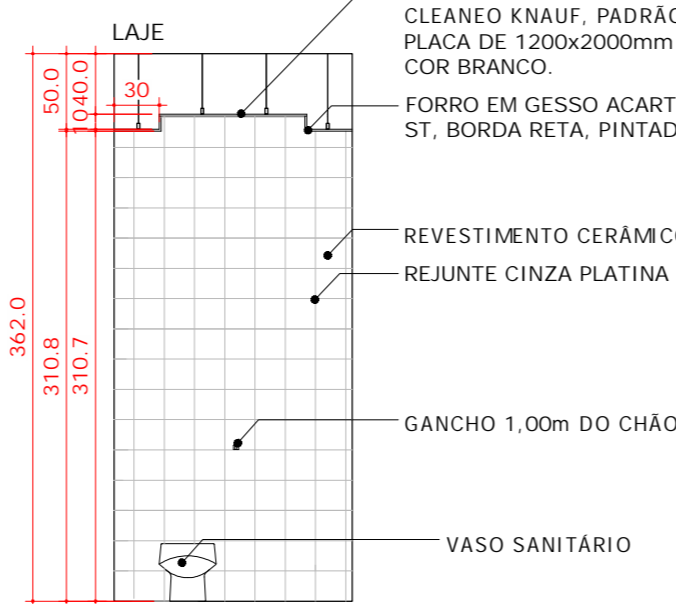 CLEANEO KNAUF, PADRÃO
PLACA DE 1200x2000mm
COR BRANCO.
LAJE
FORRO EM GESSO ACART
ST, BORDA RETA, PINTAD
30
50.0
1040.0
REVESTIMENTO CERÂMICO
REJUNTE CINZA PLATINA
362.0
310.8
310.7
GANCHO 1,00m DO CHÃO
VASO SANITÁRIO